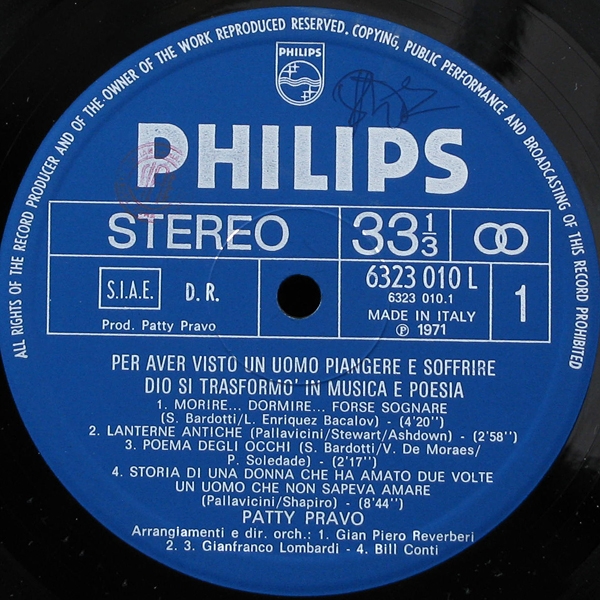 ALL RIGHTS OF THE RECORD PRODUCER AND OF THE OWNER OF THE WORK REPRODUCED RESERVED. COPYING, PUBLIC PERFORMANCE AND BROADCASTING OF THIS RECORD PROHIBITED
PHILIPS
PHILIPS
STEREO 33 1/3
S.I.A.E. D. R. 6323 010 L 1
6323 010.1
Prod. Patty Pravo MADE IN ITALY
℗ 1971
PER AVER VISTO UN UOMO PIANGERE E SOFFRIRE
DIO SI TRASFORMO' IN MUSICA E POESIA
1. MORIRE... DORMIRE... FORSE SOGNARE
(S. Bardotti/L. Enriquez Bacalov) - (4'20'')
2. LANTERNE ANTICHE (Pallavicini/Stewart/Ashdown) - (2'58'')
3. POEMA DEGLI OCCHI (S. Bardotti/V. De Moraes/
P. Soledade) - (2'17'')
4. STORIA DI UNA DONNA CHE HA AMATO DUE VOLTE
UN UOMO CHE NON SAPEVA AMARE
(Pallavicini/Shapiro) - (8'44'')
PATTY PRAVO
Arrangiamenti e dir. orch.: 1. Gian Piero Reverberi
2. 3. Gianfranco Lombardi - 4. Bill Conti